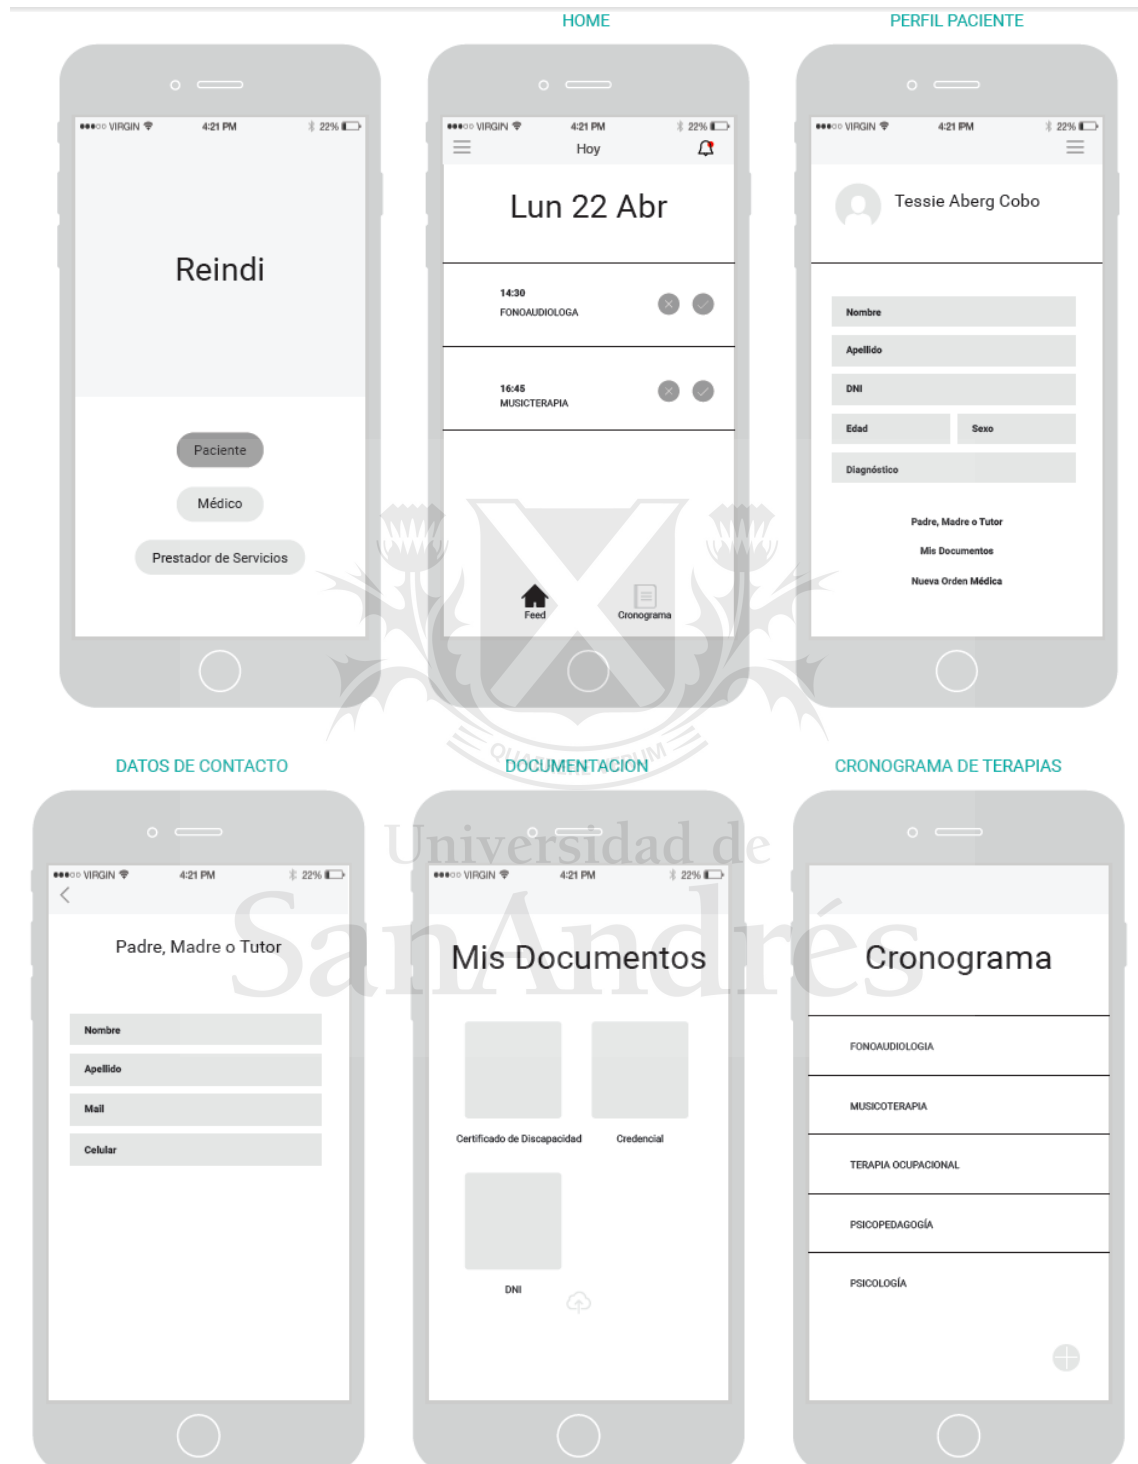 HOME
PERFIL PACIENTE
VIRGIN 4:21 PM 22%
Reindi
Paciente
Médico
Prestador de Servicios
VIRGIN 4:21 PM 22%
Hoy
Lun 22 Abr
14:30
FONOAUDIOLOGA
16:45
MUSICTERAPIA
Feed
Cronograma
VIRGIN 4:21 PM 22%
Tessie Aberg Cobo
Nombre
Apellido
DNI
Edad Sexo
Diagnóstico
Padre, Madre o Tutor
Mis Documentos
Nueva Orden Médica
DATOS DE CONTACTO
DOCUMENTACION
CRONOGRAMA DE TERAPIAS
VIRGIN 4:21 PM 22%
Padre, Madre o Tutor
Nombre
Apellido
Mail
Celular
VIRGIN 4:21 PM 22%
Mis Documentos
Certificado de Discapacidad
Credencial
DNI
Cronograma
FONOAUDIOLOGIA
MUSICOTERAPIA
TERAPIA OCUPACIONAL
PSICOPEDAGOGÍA
PSICOLOGÍA
Universidad de
SanAndrés